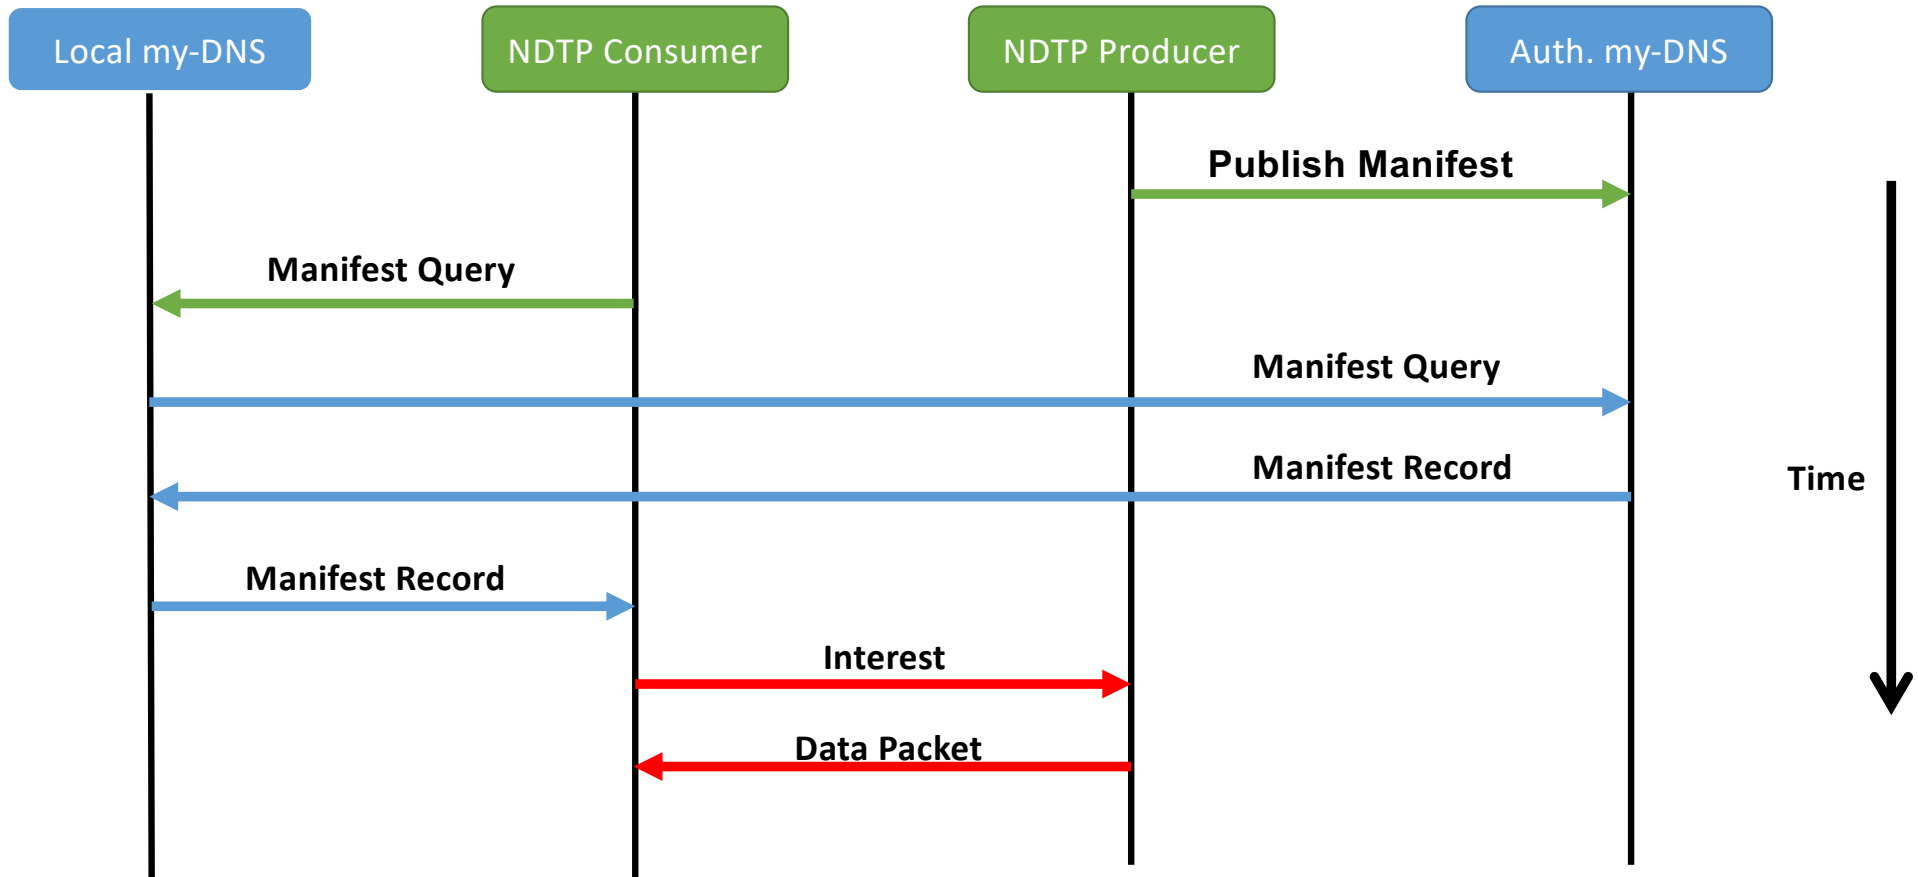 Local my-DNS
NDTP Consumer
NDTP Producer
Auth. my-DNS
Publish Manifest
Manifest Query
Manifest Query
Manifest Record
Time
Manifest Record
Interest
Data Packet